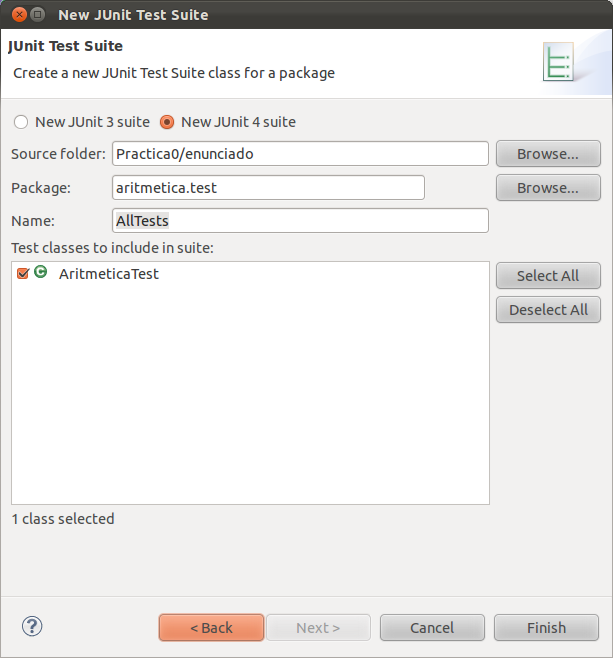 New JUnit Test Suite
JUnit Test Suite
Create a new JUnit Test Suite class for a package
New JUnit 3 suite New JUnit 4 suite
Source folder: Practica0/enunciado Browse...
Package: aritmetica.test Browse...
Name: AllTests
Test classes to include in suite:
AritmeticaTest Select All
Deselect All
1 class selected
? < Back Next > Cancel Finish